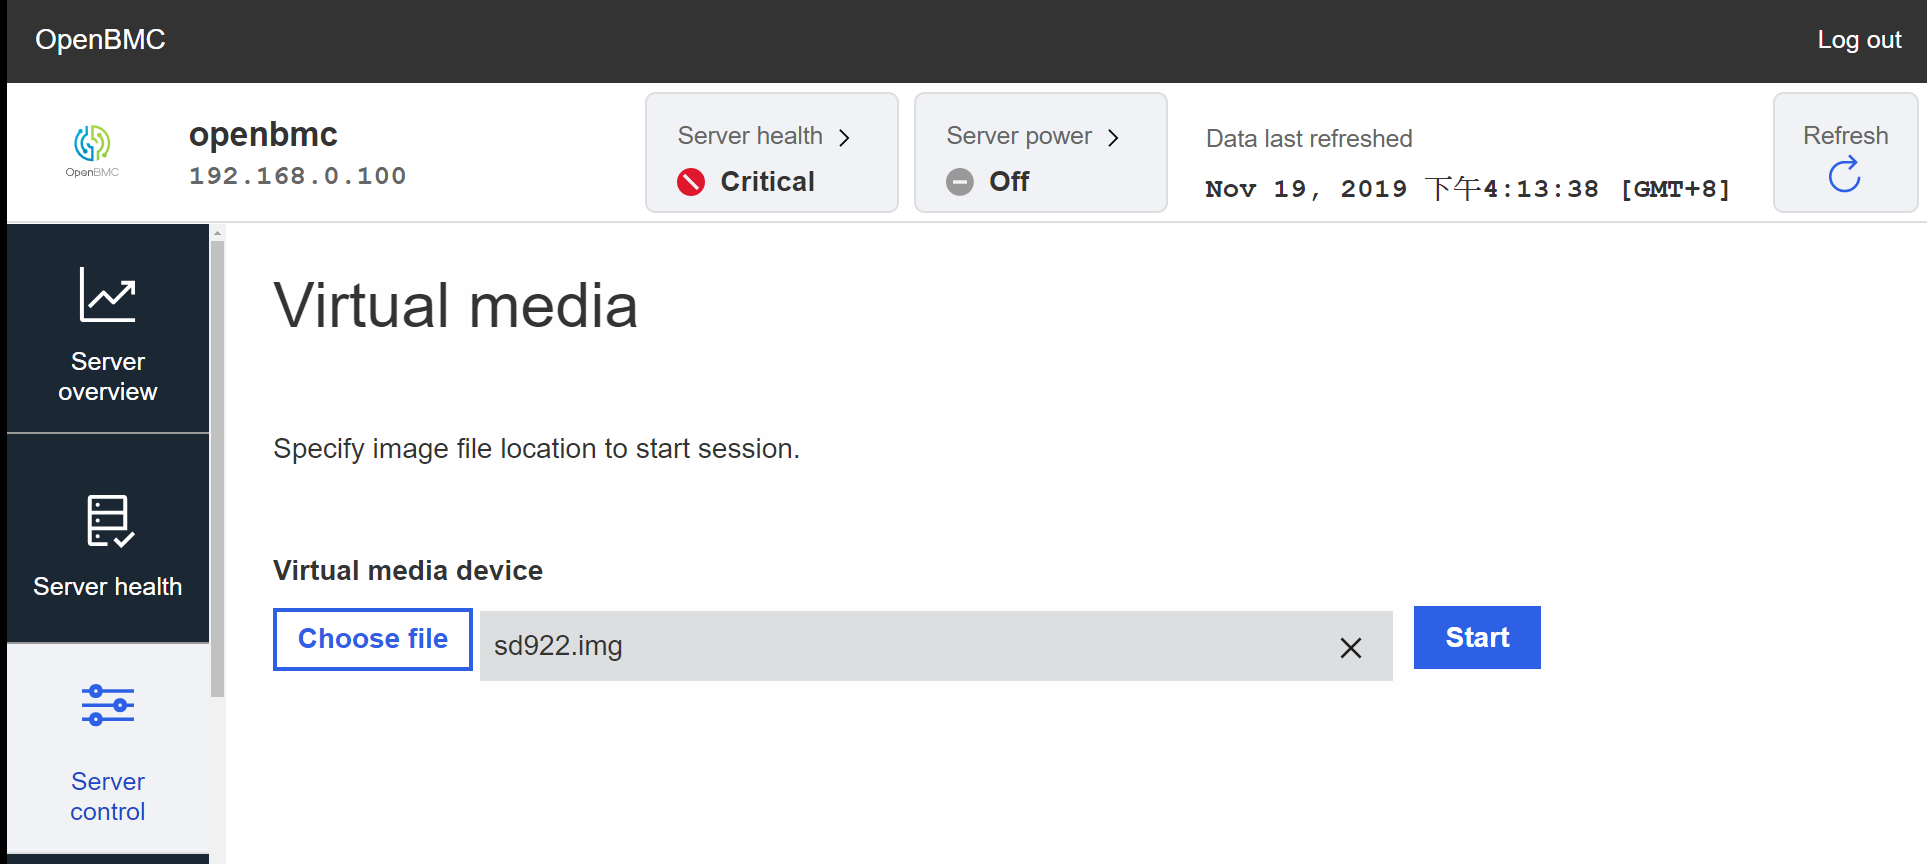 OpenBMC
Log out
OpenBMC
openbmc
192.168.0.100
Server health
Critical
Server power
Off
Data last refreshed
Nov 19, 2019 下午4:13:38 [GMT+8]
Refresh
Server
overview
Server health
Server
control
Virtual media
Specify image file location to start session.
Virtual media device
Choose file
sd922.img
Start